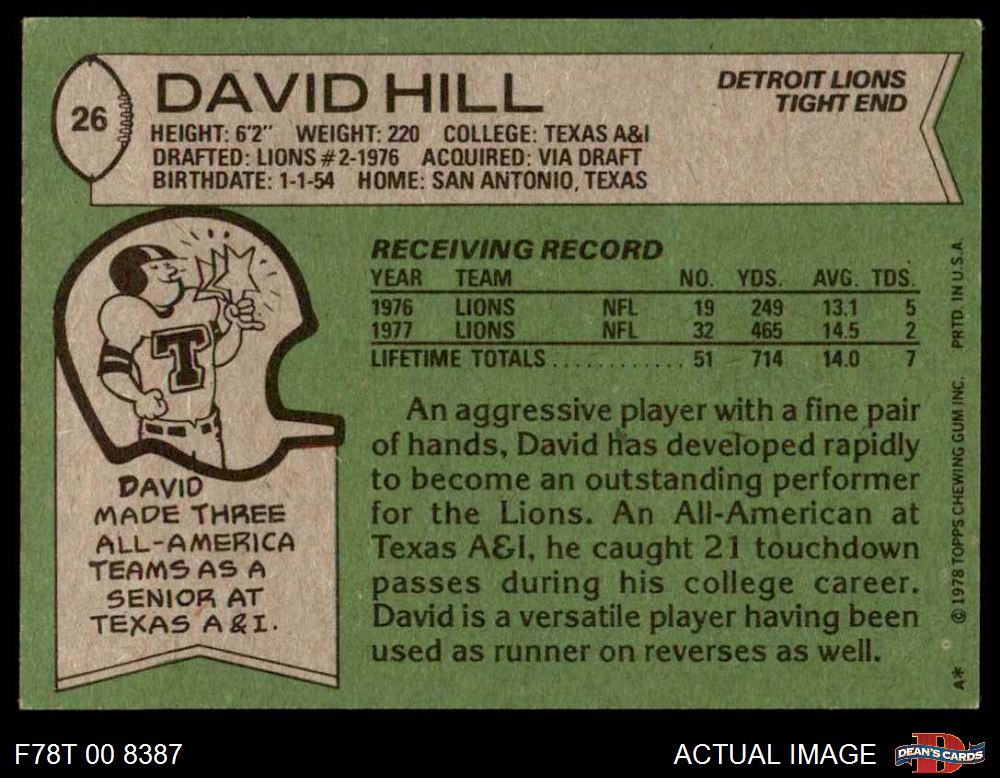 26
DAVID HILL
DETROIT LIONS
TIGHT END
HEIGHT: 6'2" WEIGHT: 220 COLLEGE: TEXAS A&I
DRAFTED: LIONS #2-1976 ACQUIRED: VIA DRAFT
BIRTHDATE: 1-1-54 HOME: SAN ANTONIO, TEXAS
T
DAVID
MADE THREE
ALL-AMERICA
TEAMS AS A
SENIOR AT
TEXAS A & I.
RECEIVING RECORD
YEAR TEAM NO. YDS. AVG. TDS.
1976 LIONS NFL 19 249 13.1 5
1977 LIONS NFL 32 465 14.5 2
LIFETIME TOTALS ............ 51 714 14.0 7
An aggressive player with a fine pair
of hands, David has developed rapidly
to become an outstanding performer
for the Lions. An All-American at
Texas A&I, he caught 21 touchdown
passes during his college career.
David is a versatile player having been
used as runner on reverses as well.
A* © 1978 TOPPS CHEWING GUM INC. PRTD. IN U.S.A.
F78T 00 8387
ACTUAL IMAGE
D
DEAN'S CARDS